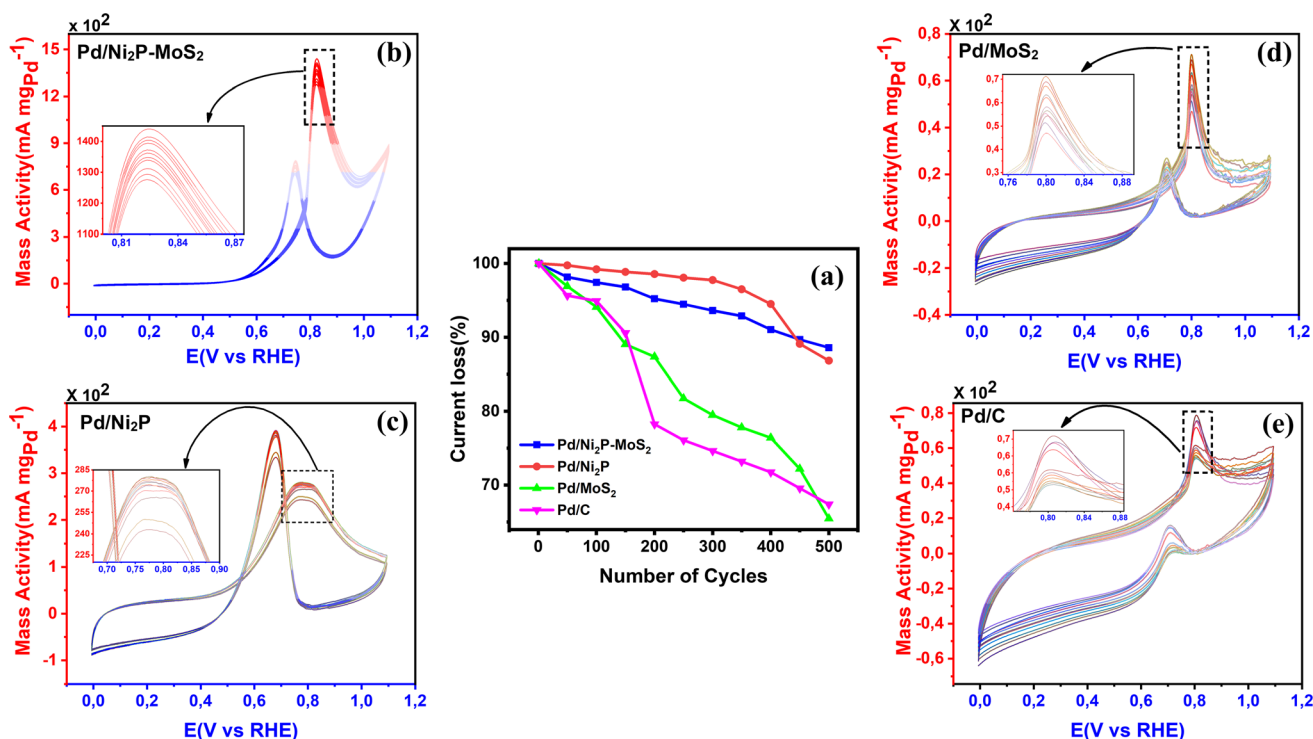 X 10²
Pd/Ni₂P-MoS₂
(b)
Mass Activity(mA mg_Pd⁻¹)
15
12
9
6
3
0
1400
1300
1200
1100
0,81 0,84 0,87
0,0 0,2 0,4 0,6 0,8 1,0 1,2
E(V vs RHE)
X 10²
Pd/Ni₂P
(c)
Mass Activity(mA mg_Pd⁻¹)
4
3
2
1
0
-1
285
270
255
240
225
0,70 0,75 0,80 0,85 0,90
0,0 0,2 0,4 0,6 0,8 1,0 1,2
E(V vs RHE)
(a)
Current loss(%)
100
90
80
70
Pd/Ni₂P-MoS₂
Pd/Ni₂P
Pd/MoS₂
Pd/C
0 100 200 300 400 500
Number of Cycles
X 10²
Pd/MoS₂
(d)
Mass Activity(mA mg_Pd⁻¹)
0,8
0,6
0,4
0,2
0,0
-0,2
-0,4
0,7
0,6
0,5
0,4
0,3
0,76 0,80 0,84 0,88
0,0 0,2 0,4 0,6 0,8 1,0 1,2
E(V vs RHE)
X 10²
Pd/C
(e)
Mass Activity(mA mg_Pd⁻¹)
0,8
0,6
0,4
0,2
0,0
-0,2
-0,4
-0,6
0,7
0,6
0,5
0,4
0,80 0,84 0,88
0,0 0,2 0,4 0,6 0,8 1,0 1,2
E(V vs RHE)